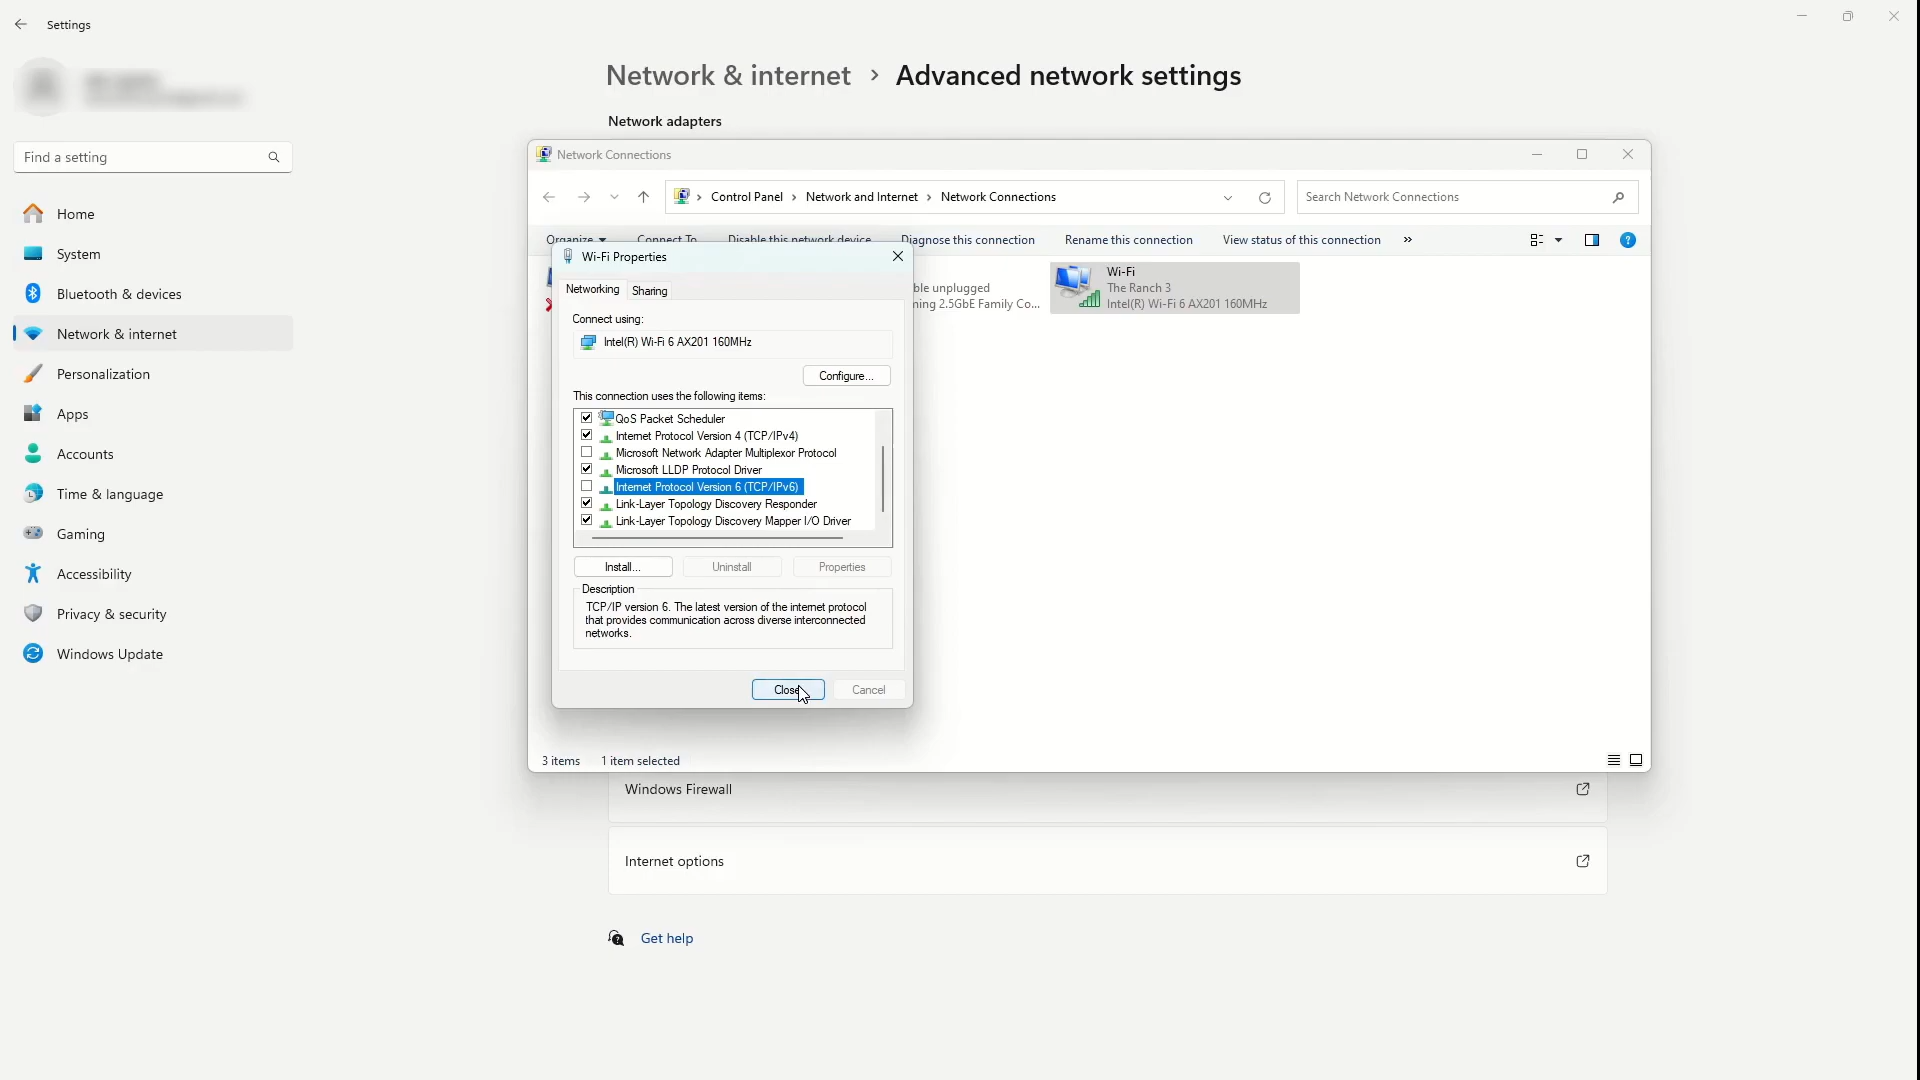 Settings
Find a setting
Home
System
Bluetooth & devices
Network & internet
Personalization
Apps
Accounts
Time & language
Gaming
Accessibility
Privacy & security
Windows Update
Network & internet > Advanced network settings
Network adapters
Network Connections
Control Panel > Network and Internet > Network Connections
Search Network Connections
Organize Connect To Disable this network device Diagnose this connection Rename this connection View status of this connection »
ble unplugged
ning 2.5GbE Family Co...
Wi-Fi
The Ranch 3
Intel(R) Wi-Fi 6 AX201 160MHz
Wi-Fi Properties
Networking Sharing
Connect using:
Intel(R) Wi-Fi 6 AX201 160MHz
Configure...
This connection uses the following items:
QoS Packet Scheduler
Internet Protocol Version 4 (TCP/IPv4)
Microsoft Network Adapter Multiplexor Protocol
Microsoft LLDP Protocol Driver
Internet Protocol Version 6 (TCP/IPv6)
Link-Layer Topology Discovery Responder
Link-Layer Topology Discovery Mapper I/O Driver
Install... Uninstall Properties
Description
TCP/IP version 6. The latest version of the internet protocol
that provides communication across diverse interconnected
networks.
Close Cancel
3 items 1 item selected
Windows Firewall
Internet options
Get help